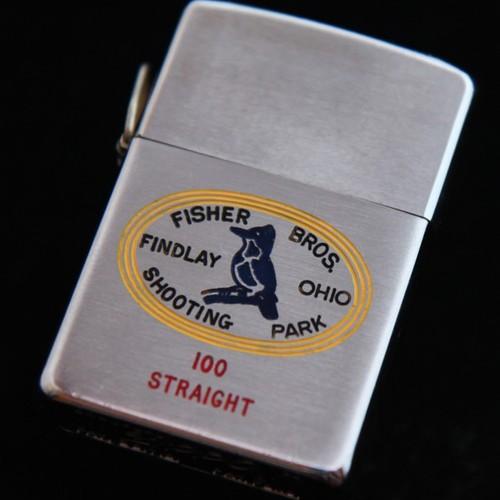 FISHER BROS.
FINDLAY OHIO
SHOOTING PARK
100
STRAIGHT